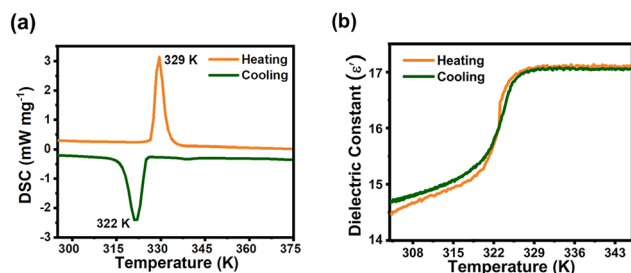 (a)
3
2
1
0
-1
-2
-3
DSC (mW mg⁻¹)
329 K
Heating
Cooling
322 K
295 315 330 345 360 375
Temperature (K)
(b)
17
16
15
14
Dielectric Constant (ε′)
Heating
Cooling
308 315 322 329 336 343
Temperature (K)